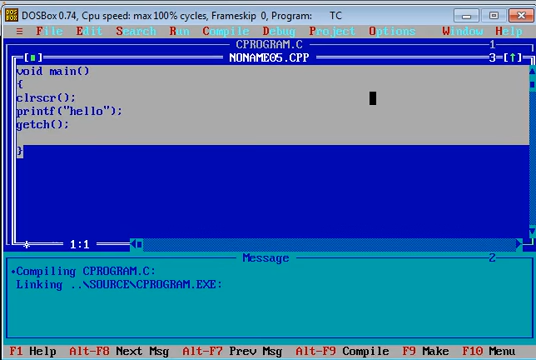 DOSBox 0.74, Cpu speed: max 100% cycles, Frameskip 0, Program: TC
≡ File Edit Search Run Compile Debug Project Options Window Help
CPROGRAM.C 1
[■] NONAME05.CPP 3=[↑]
void main()
{
clrscr();
printf("hello");
getch();
}
* 1:1
Message 2
•Compiling CPROGRAM.C:
Linking ..\SOURCE\CPROGRAM.EXE:
F1 Help Alt-F8 Next Msg Alt-F7 Prev Msg Alt-F9 Compile F9 Make F10 Menu